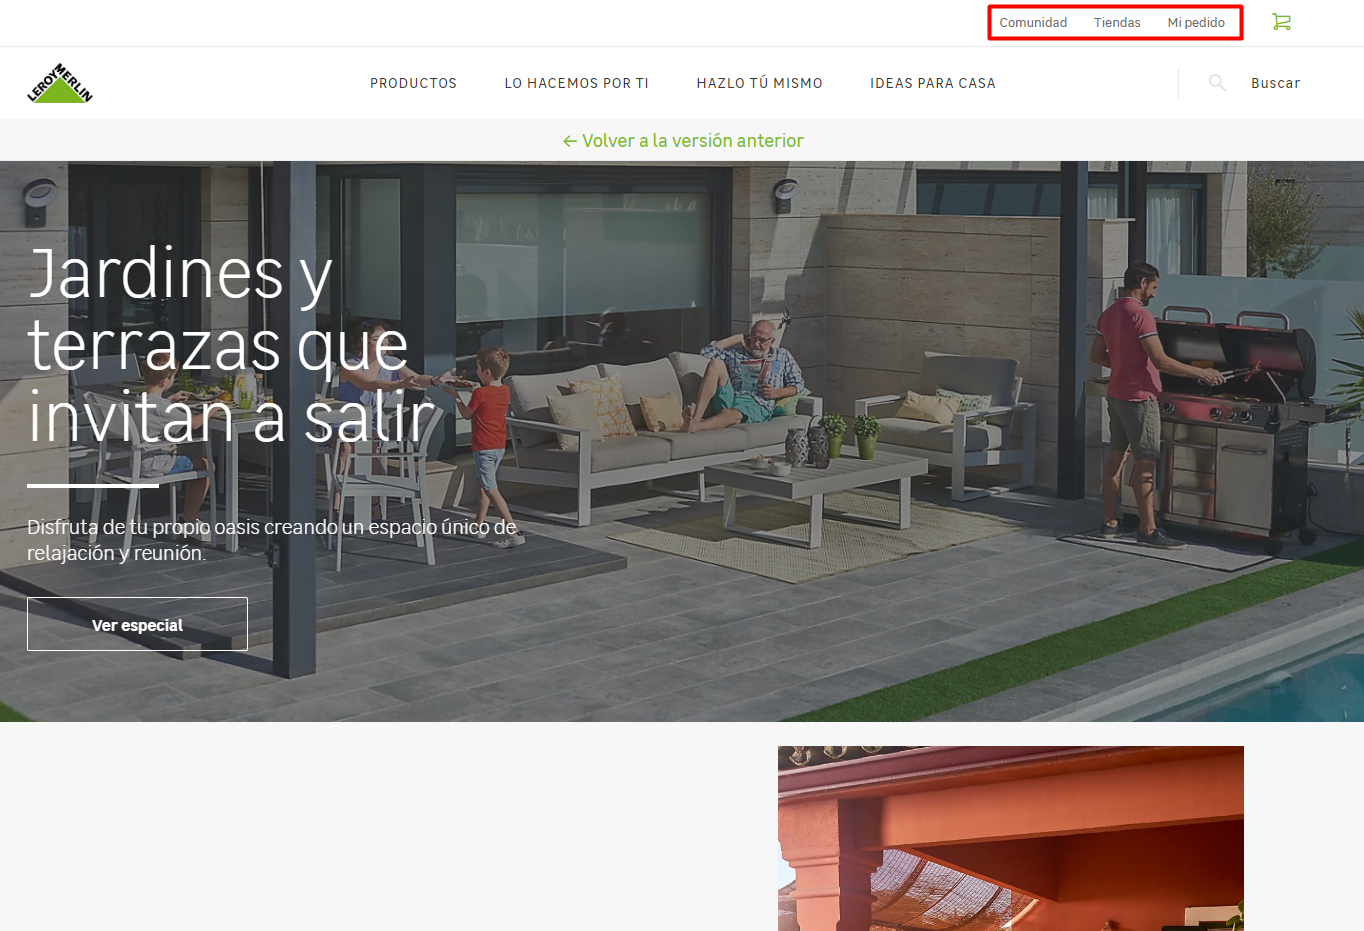 Comunidad Tiendas Mi pedido
LEROY MERLIN
PRODUCTOS LO HACEMOS POR TI HAZLO TÚ MISMO IDEAS PARA CASA Buscar
← Volver a la versión anterior
Jardines y
terrazas que
invitan a salir
Disfruta de tu propio oasis creando un espacio único de
relajación y reunión.
Ver especial